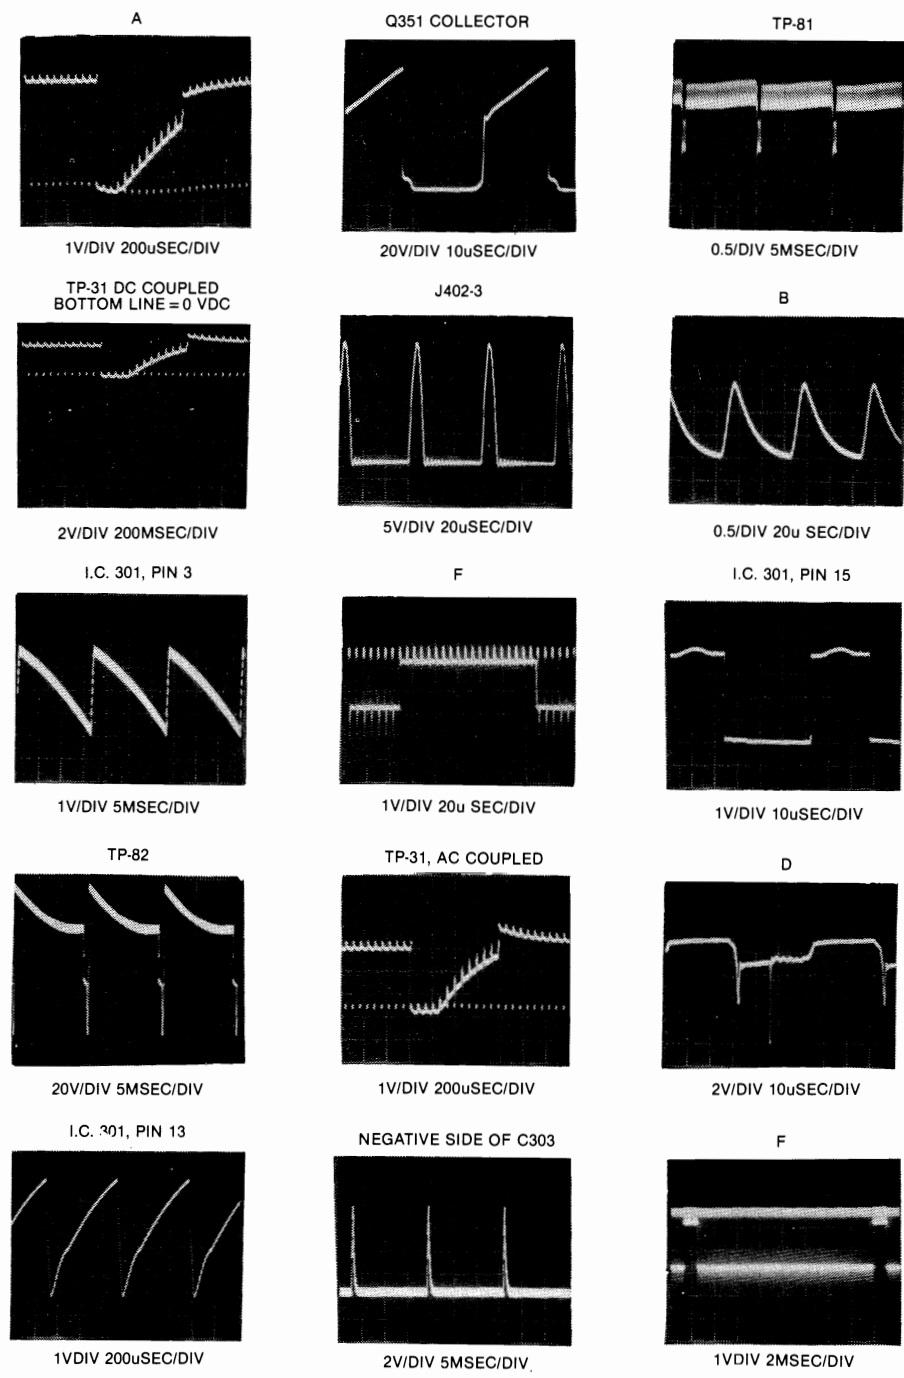 A
1V/DIV 200uSEC/DIV
Q351 COLLECTOR
20V/DIV 10uSEC/DIV
TP-81
0.5/DIV 5MSEC/DIV
TP-31 DC COUPLED
BOTTOM LINE = 0 VDC
2V/DIV 200MSEC/DIV
J402-3
5V/DIV 20uSEC/DIV
B
0.5/DIV 20u SEC/DIV
I.C. 301, PIN 3
1V/DIV 5MSEC/DIV
F
1V/DIV 20u SEC/DIV
I.C. 301, PIN 15
1V/DIV 10uSEC/DIV
TP-82
20V/DIV 5MSEC/DIV
TP-31, AC COUPLED
1V/DIV 200uSEC/DIV
D
2V/DIV 10uSEC/DIV
I.C. 301, PIN 13
1VDIV 200uSEC/DIV
NEGATIVE SIDE OF C303
2V/DIV 5MSEC/DIV
F
1VDIV 2MSEC/DIV